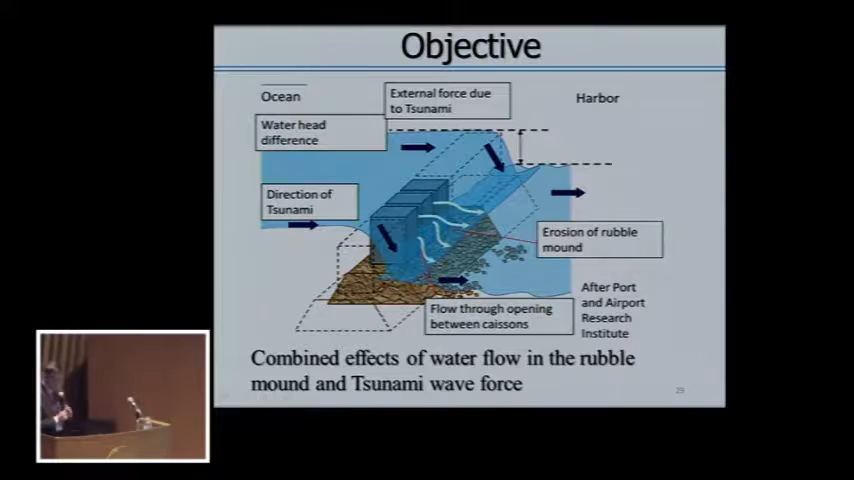 Objective
Ocean
External force due
to Tsunami
Harbor
Water head
difference
Direction of
Tsunami
Erosion of rubble
mound
Flow through opening
between caissons
After Port
and Airport
Research
Institute
Combined effects of water flow in the rubble
mound and Tsunami wave force